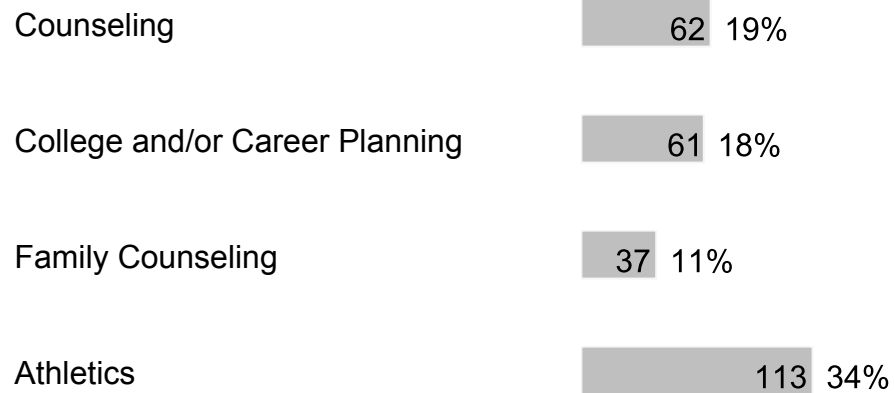 Counseling 62 19%
College and/or Career Planning 61 18%
Family Counseling 37 11%
Athletics 113 34%